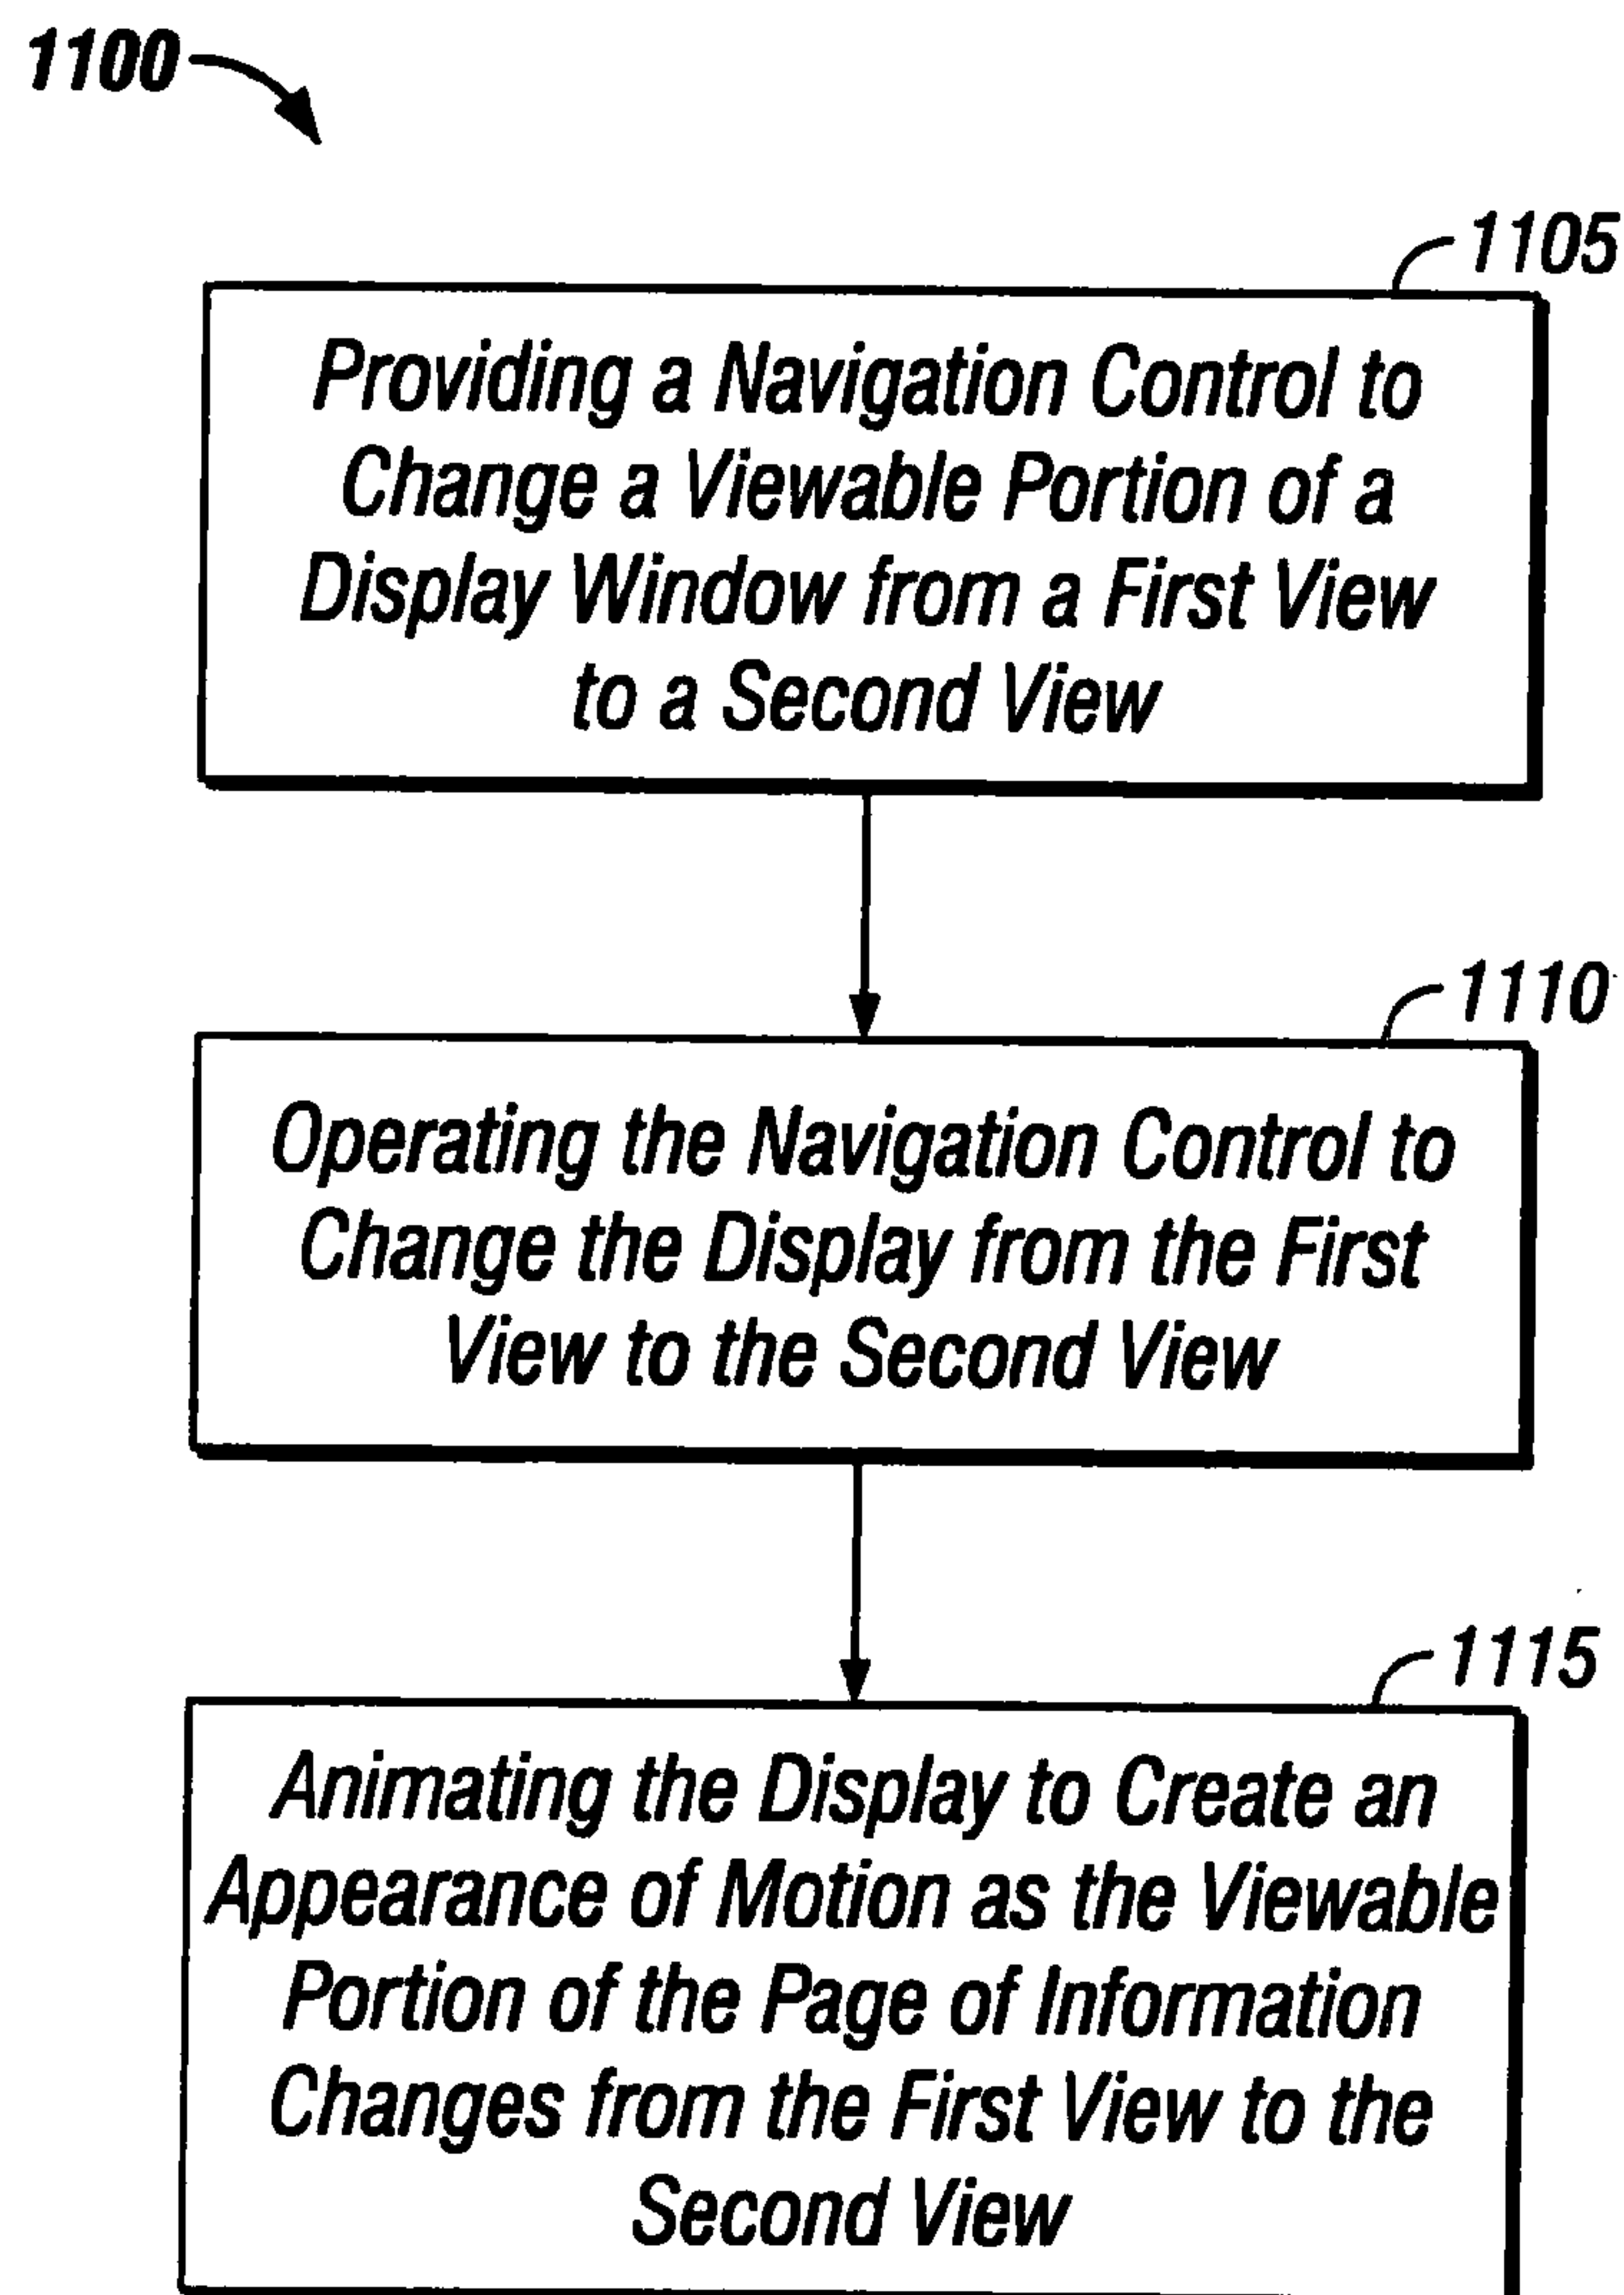 1100
1105
Providing a Navigation Control to
Change a Viewable Portion of a
Display Window from a First View
to a Second View
1110
Operating the Navigation Control to
Change the Display from the First
View to the Second View
1115
Animating the Display to Create an
Appearance of Motion as the Viewable
Portion of the Page of Information
Changes from the First View to the
Second View